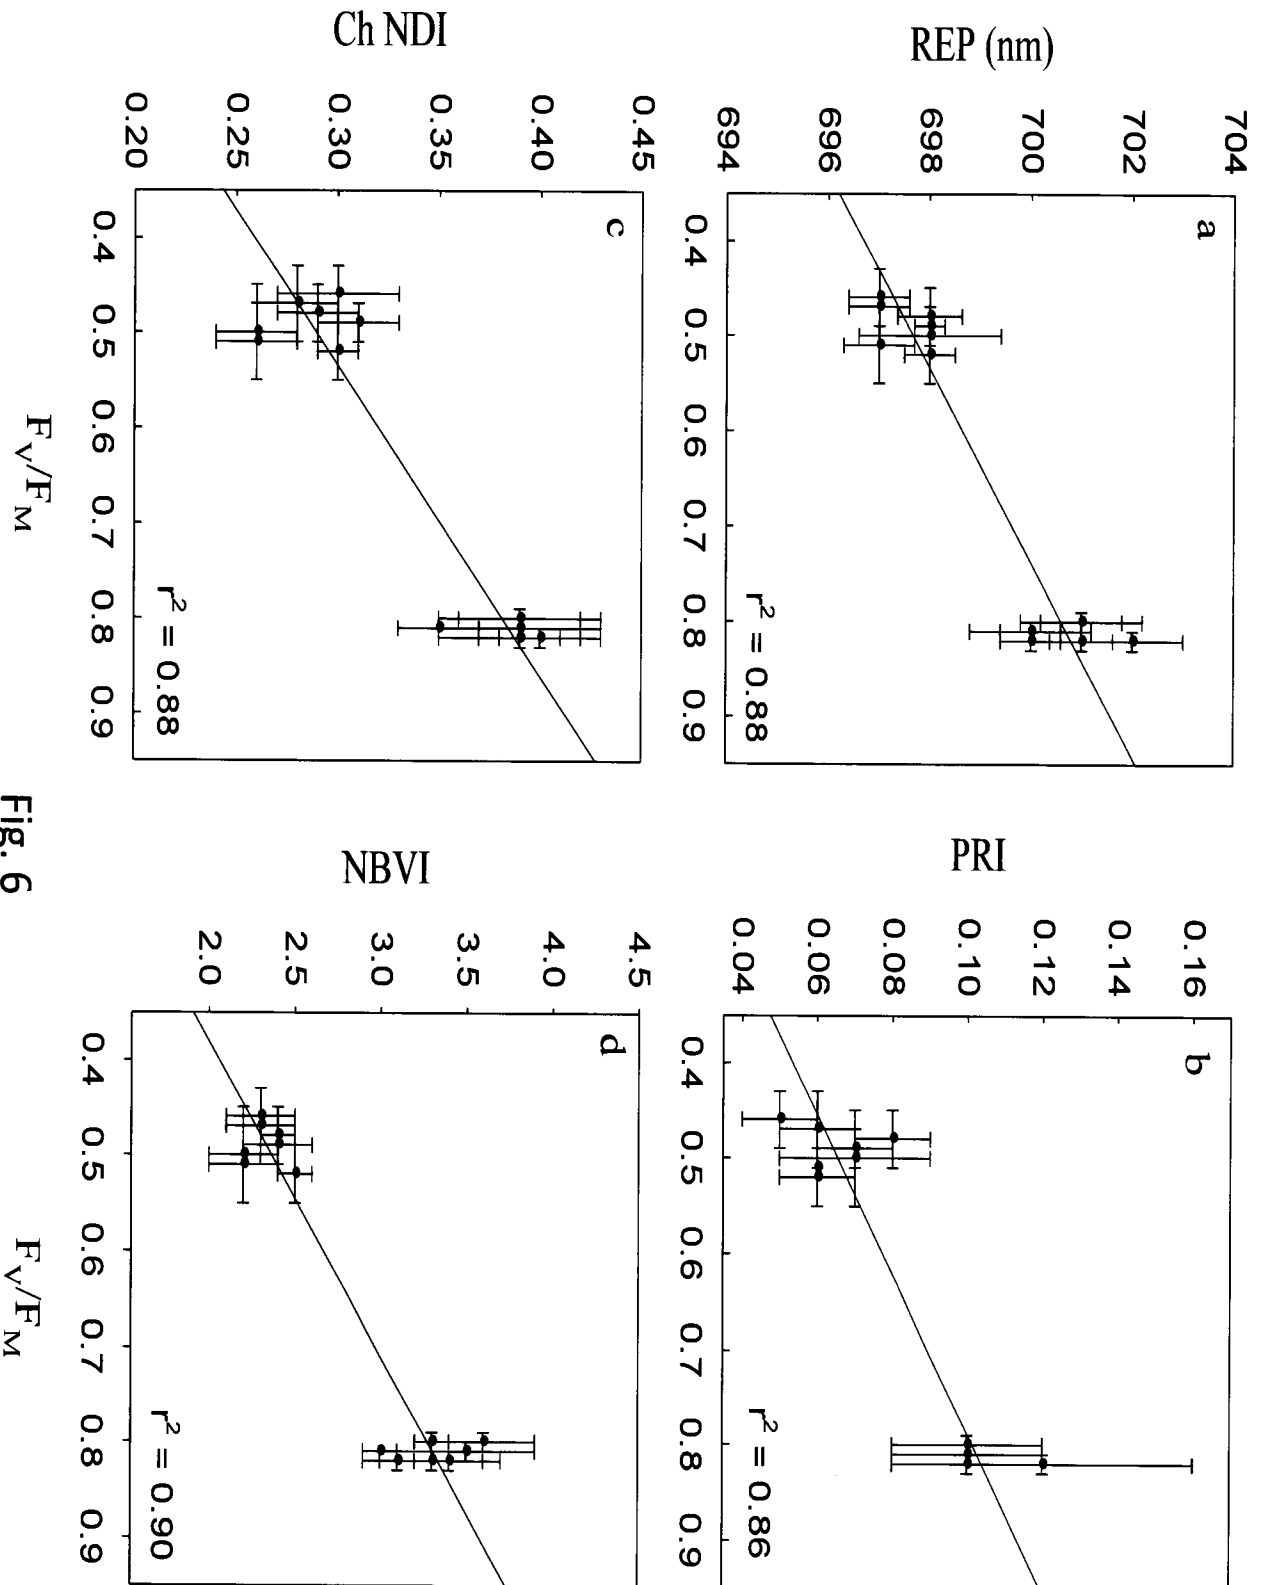 REP (nm)
704
702
700
698
696
694
a
r² = 0.88
0.4 0.5 0.6 0.7 0.8 0.9
PRI
0.16
0.14
0.12
0.10
0.08
0.06
0.04
b
r² = 0.86
0.4 0.5 0.6 0.7 0.8 0.9
Ch NDI
0.45
0.40
0.35
0.30
0.25
0.20
c
r² = 0.88
0.4 0.5 0.6 0.7 0.8 0.9
F_V/F_M
NBVI
4.5
4.0
3.5
3.0
2.5
2.0
d
r² = 0.90
0.4 0.5 0.6 0.7 0.8 0.9
F_V/F_M
Fig. 6